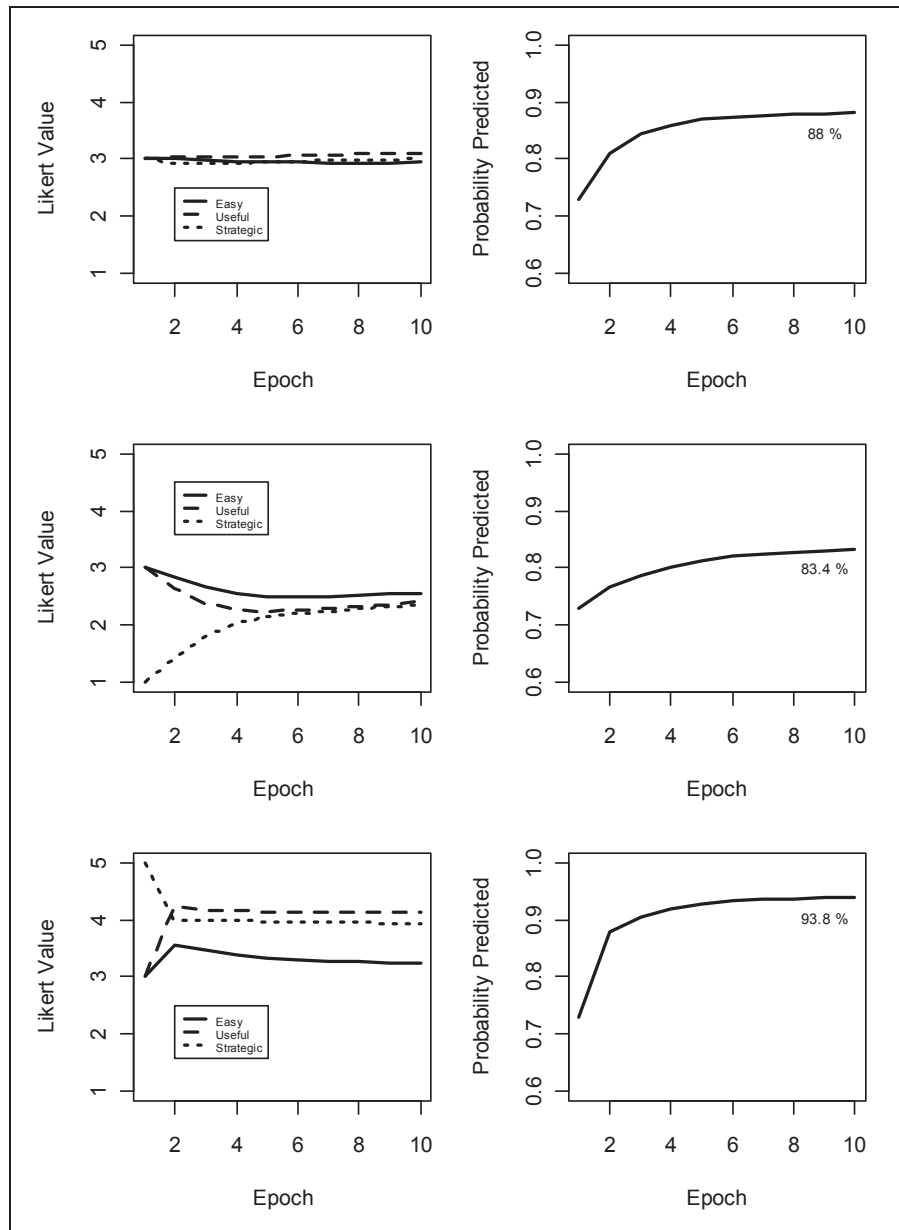 Likert Value
1 2 3 4 5
Easy
Useful
Strategic
2 4 6 8 10
Epoch
Probability Predicted
0.6 0.7 0.8 0.9 1.0
88 %
2 4 6 8 10
Epoch
Likert Value
1 2 3 4 5
Easy
Useful
Strategic
2 4 6 8 10
Epoch
Probability Predicted
0.6 0.7 0.8 0.9 1.0
83.4 %
2 4 6 8 10
Epoch
Likert Value
1 2 3 4 5
Easy
Useful
Strategic
2 4 6 8 10
Epoch
Probability Predicted
0.6 0.7 0.8 0.9 1.0
93.8 %
2 4 6 8 10
Epoch